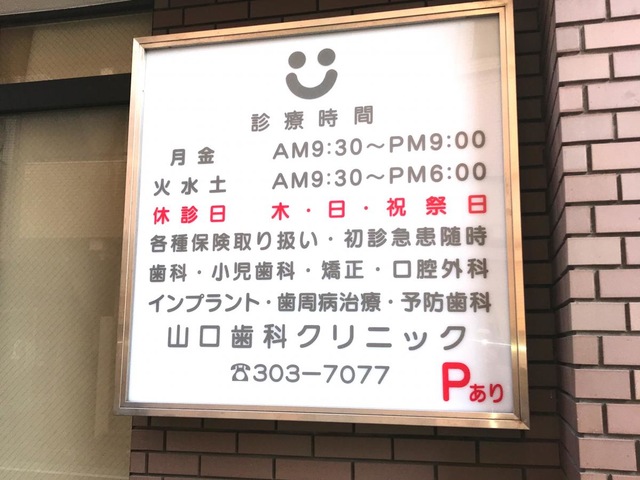 診療時間
月金 AM9:30～PM9:00
火水土 AM9:30～PM6:00
休診日 木・日・祝祭日
各種保険取り扱い・初診急患随時
歯科・小児歯科・矯正・口腔外科
インプラント・歯周病治療・予防歯科
山口歯科クリニック
☎303-7077
Pあり